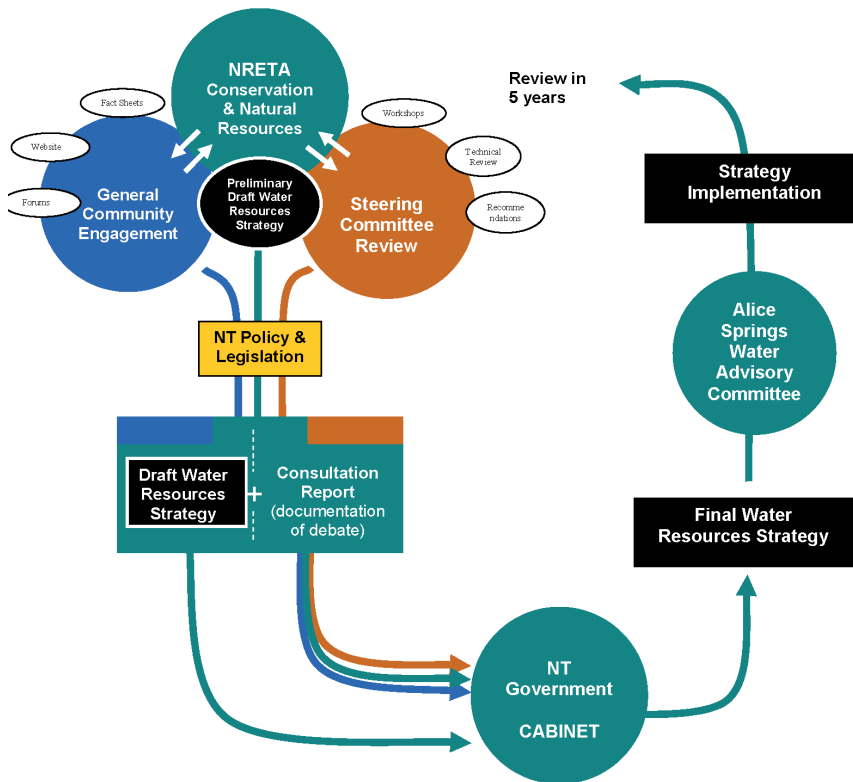 NRETA
Conservation
& Natural
Resources
Fact Sheets
Website
Forums
General
Community
Engagement
Preliminary
Draft Water
Resources
Strategy
Workshops
Technical
Review
Recomme
ndations
Steering
Committee
Review
NT Policy &
Legislation
Draft Water
Resources
Strategy
+
Consultation
Report
(documentation
of debate)
NT
Government
CABINET
Final Water
Resources Strategy
Alice
Springs
Water
Advisory
Committee
Strategy
Implementation
Review in
5 years